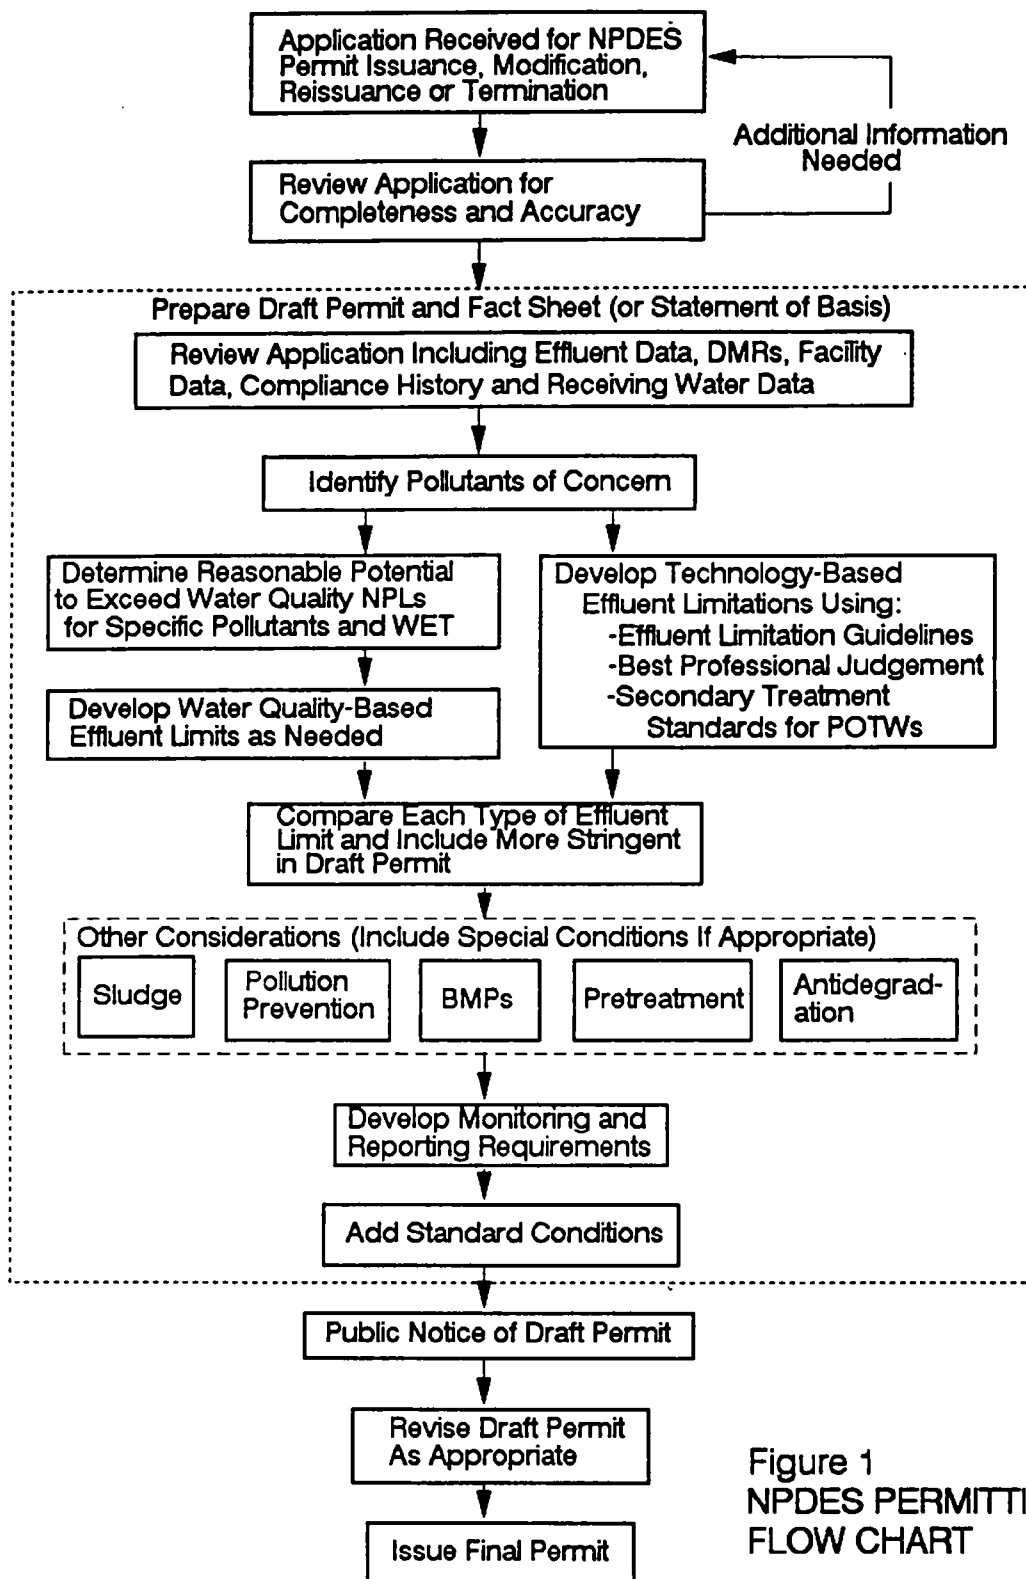 Application Received for NPDES
Permit Issuance, Modification,
Reissuance or Termination
Additional Information
Needed
Review Application for
Completeness and Accuracy
Prepare Draft Permit and Fact Sheet (or Statement of Basis)
Review Application Including Effluent Data, DMRs, Facility
Data, Compliance History and Receiving Water Data
Identify Pollutants of Concern
Determine Reasonable Potential
to Exceed Water Quality NPLs
for Specific Pollutants and WET
Develop Water Quality-Based
Effluent Limits as Needed
Develop Technology-Based
Effluent Limitations Using:
-Effluent Limitation Guidelines
-Best Professional Judgement
-Secondary Treatment
Standards for POTWs
Compare Each Type of Effluent
Limit and Include More Stringent
in Draft Permit
Other Considerations (Include Special Conditions If Appropriate)
Sludge
Pollution
Prevention
BMPs
Pretreatment
Antidegrad-
ation
Develop Monitoring and
Reporting Requirements
Add Standard Conditions
Public Notice of Draft Permit
Revise Draft Permit
As Appropriate
Issue Final Permit
Figure 1
NPDES PERMITTI
FLOW CHART